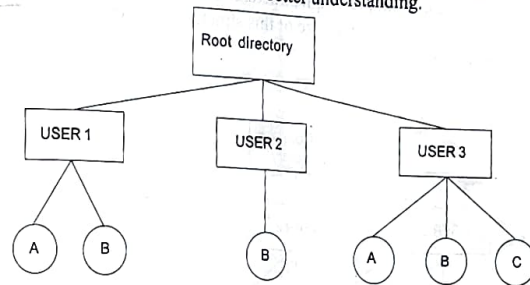 better understanding.
Root directory
USER 1
USER 2
USER 3
A
B
B
A
B
C